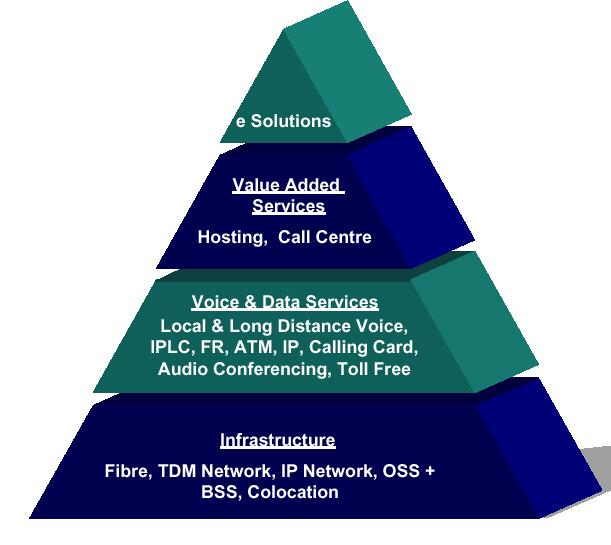 e Solutions
Value Added
Services
Hosting, Call Centre
Voice & Data Services
Local & Long Distance Voice,
IPLC, FR, ATM, IP, Calling Card,
Audio Conferencing, Toll Free
Infrastructure
Fibre, TDM Network, IP Network, OSS +
BSS, Colocation